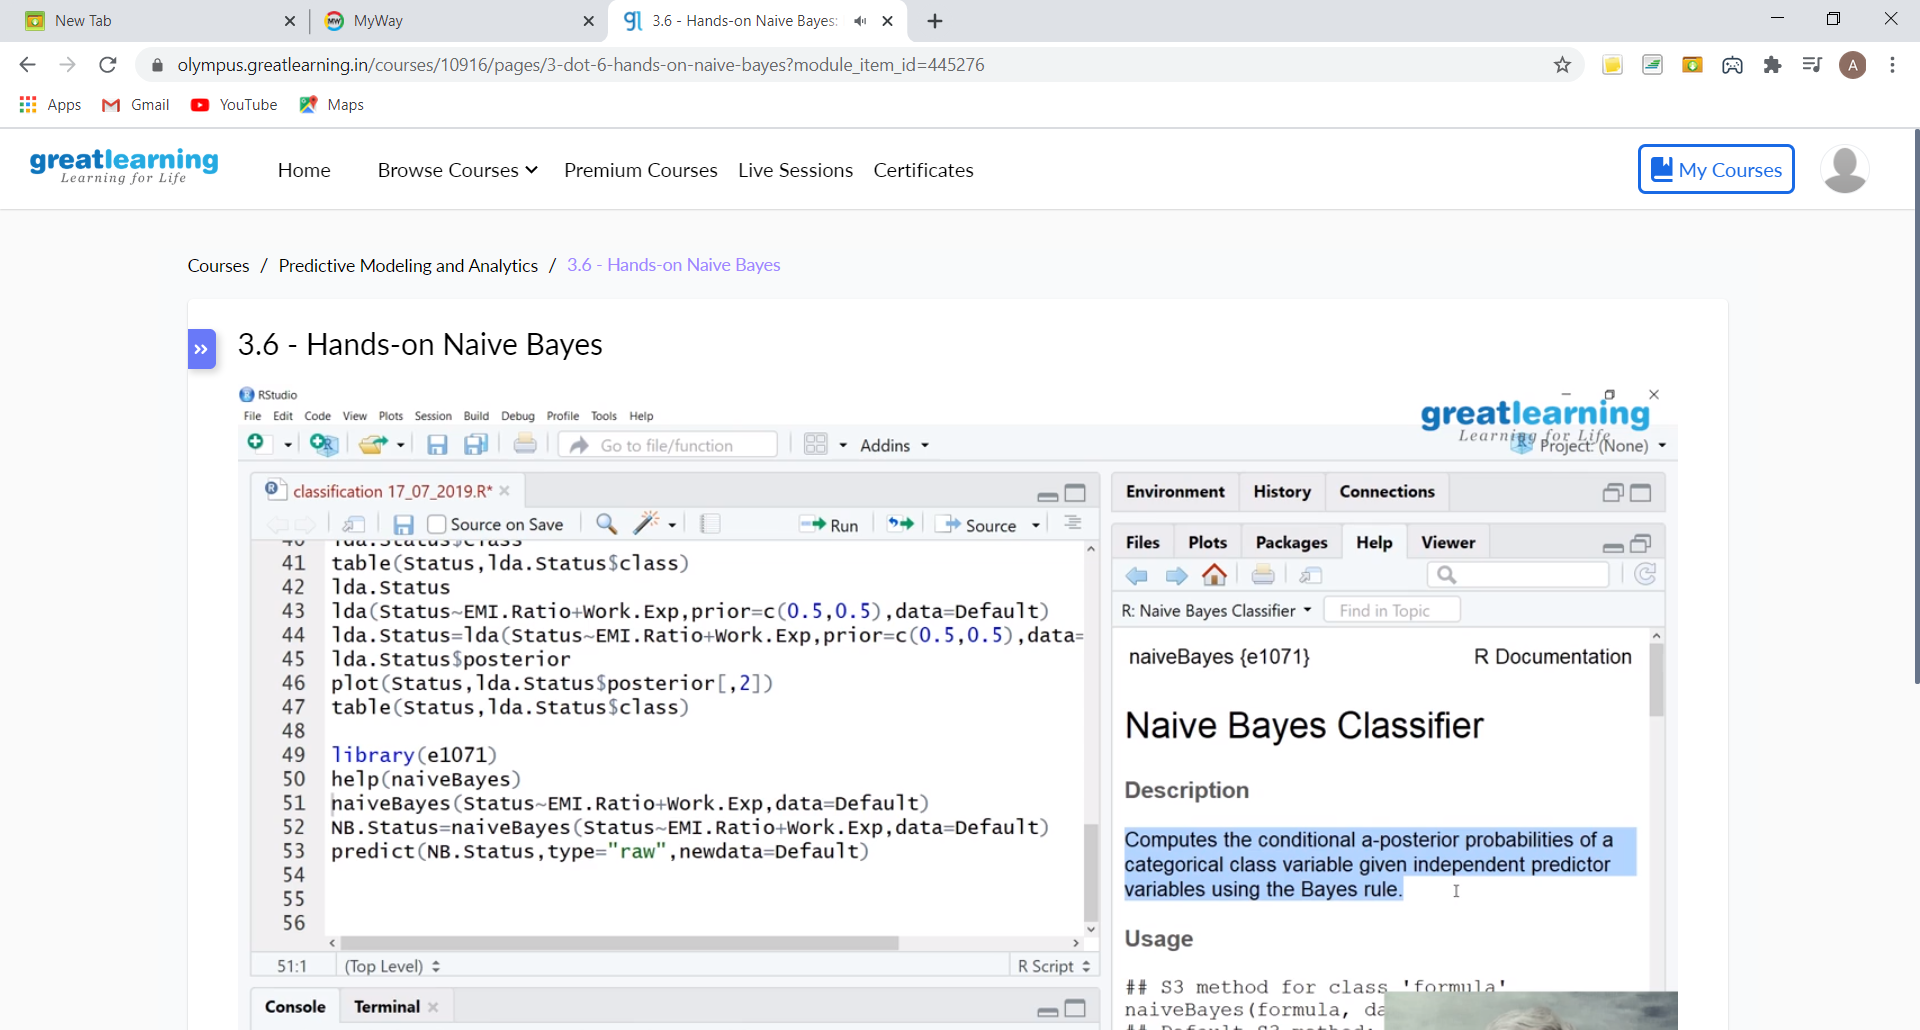 New Tab
MyWay
3.6 - Hands-on Naive Bayes:
olympus.greatlearning.in/courses/10916/pages/3-dot-6-hands-on-naive-bayes?module_item_id=445276
A
Apps
Gmail
YouTube
Maps
greatlearning
Learning for Life
Home
Browse Courses
Premium Courses
Live Sessions
Certificates
My Courses
Courses / Predictive Modeling and Analytics / 3.6 - Hands-on Naive Bayes
3.6 - Hands-on Naive Bayes
RStudio
File Edit Code View Plots Session Build Debug Profile Tools Help
greatlearning
Learning for Life
Go to file/function
Addins
Project: (None)
classification 17_07_2019.R*
Source on Save
Run
Source
40 lda.Status$class
41 table(Status,lda.Status$class)
42 lda.Status
43 lda(Status~EMI.Ratio+Work.Exp,prior=c(0.5,0.5),data=Default)
44 lda.Status=lda(Status~EMI.Ratio+Work.Exp,prior=c(0.5,0.5),data=
45 lda.Status$posterior
46 plot(Status,lda.Status$posterior[,2])
47 table(Status,lda.Status$class)
48
49 library(e1071)
50 help(naiveBayes)
51 naiveBayes(Status~EMI.Ratio+Work.Exp,data=Default)
52 NB.Status=naiveBayes(Status~EMI.Ratio+Work.Exp,data=Default)
53 predict(NB.Status,type="raw",newdata=Default)
54
55
56
51:1
(Top Level)
R Script
Console
Terminal
Environment
History
Connections
Files
Plots
Packages
Help
Viewer
R: Naive Bayes Classifier
Find in Topic
naiveBayes {e1071}
R Documentation
Naive Bayes Classifier
Description
Computes the conditional a-posterior probabilities of a
categorical class variable given independent predictor
variables using the Bayes rule.
Usage
## S3 method for class 'formula'
naiveBayes(formula, da
## Default S3 method: